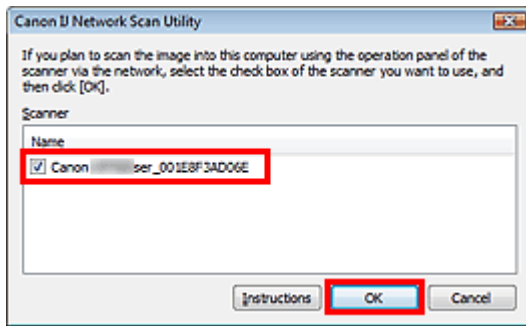 Canon IJ Network Scan Utility
If you plan to scan the image into this computer using the operation panel of the
scanner via the network, select the check box of the scanner you want to use, and
then click [OK].
Scanner
Name
Canon ser_001E8F3AD06E
Instructions OK Cancel